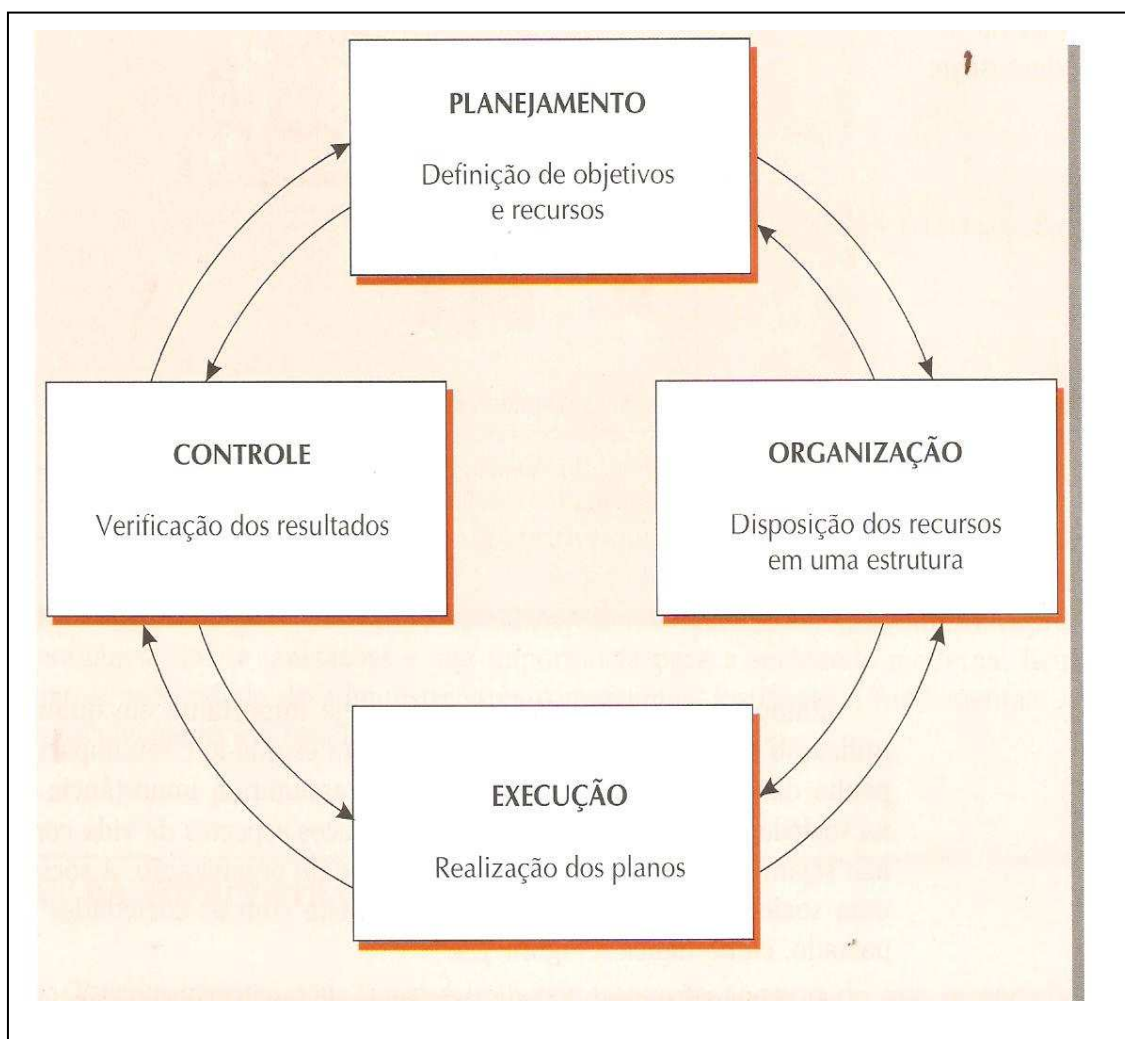 PLANEJAMENTO
Definição de objetivos
e recursos
CONTROLE
Verificação dos resultados
ORGANIZAÇÃO
Disposição dos recursos
em uma estrutura
EXECUÇÃO
Realização dos planos